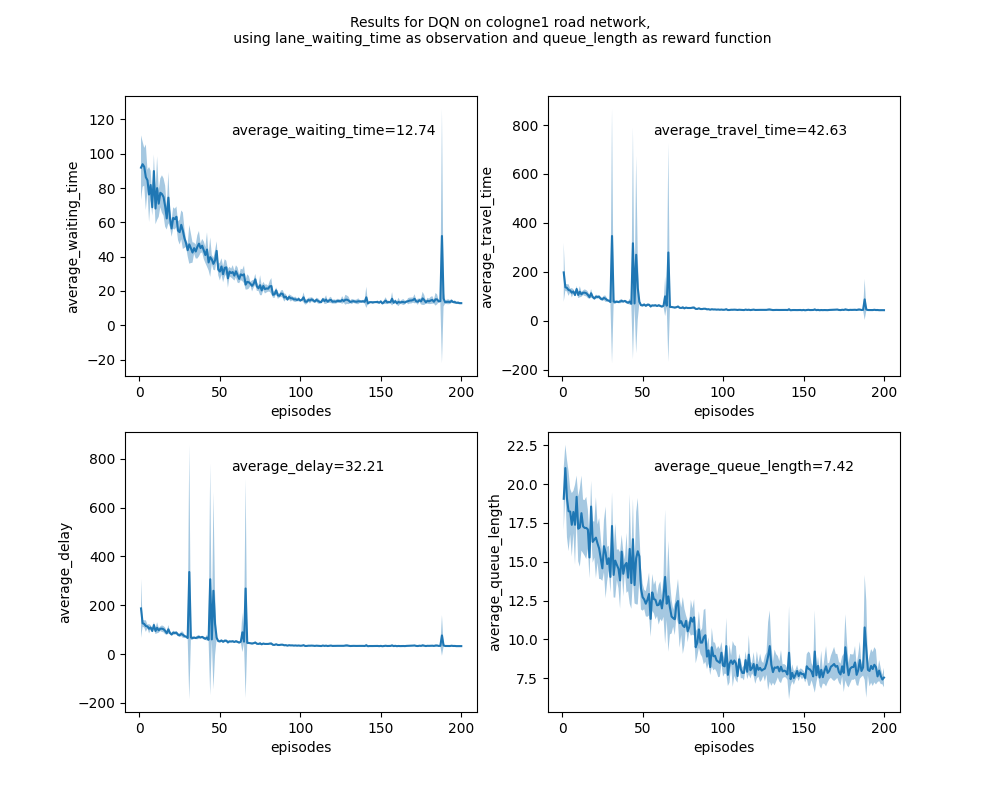 Results for DQN on cologne1 road network,
using lane_waiting_time as observation and queue_length as reward function
average_waiting_time=12.74
average_waiting_time
120
100
80
60
40
20
0
−20
0 50 100 150 200
episodes
average_travel_time=42.63
average_travel_time
800
600
400
200
0
−200
0 50 100 150 200
episodes
average_delay=32.21
average_delay
800
600
400
200
0
−200
0 50 100 150 200
episodes
average_queue_length=7.42
average_queue_length
22.5
20.0
17.5
15.0
12.5
10.0
7.5
0 50 100 150 200
episodes